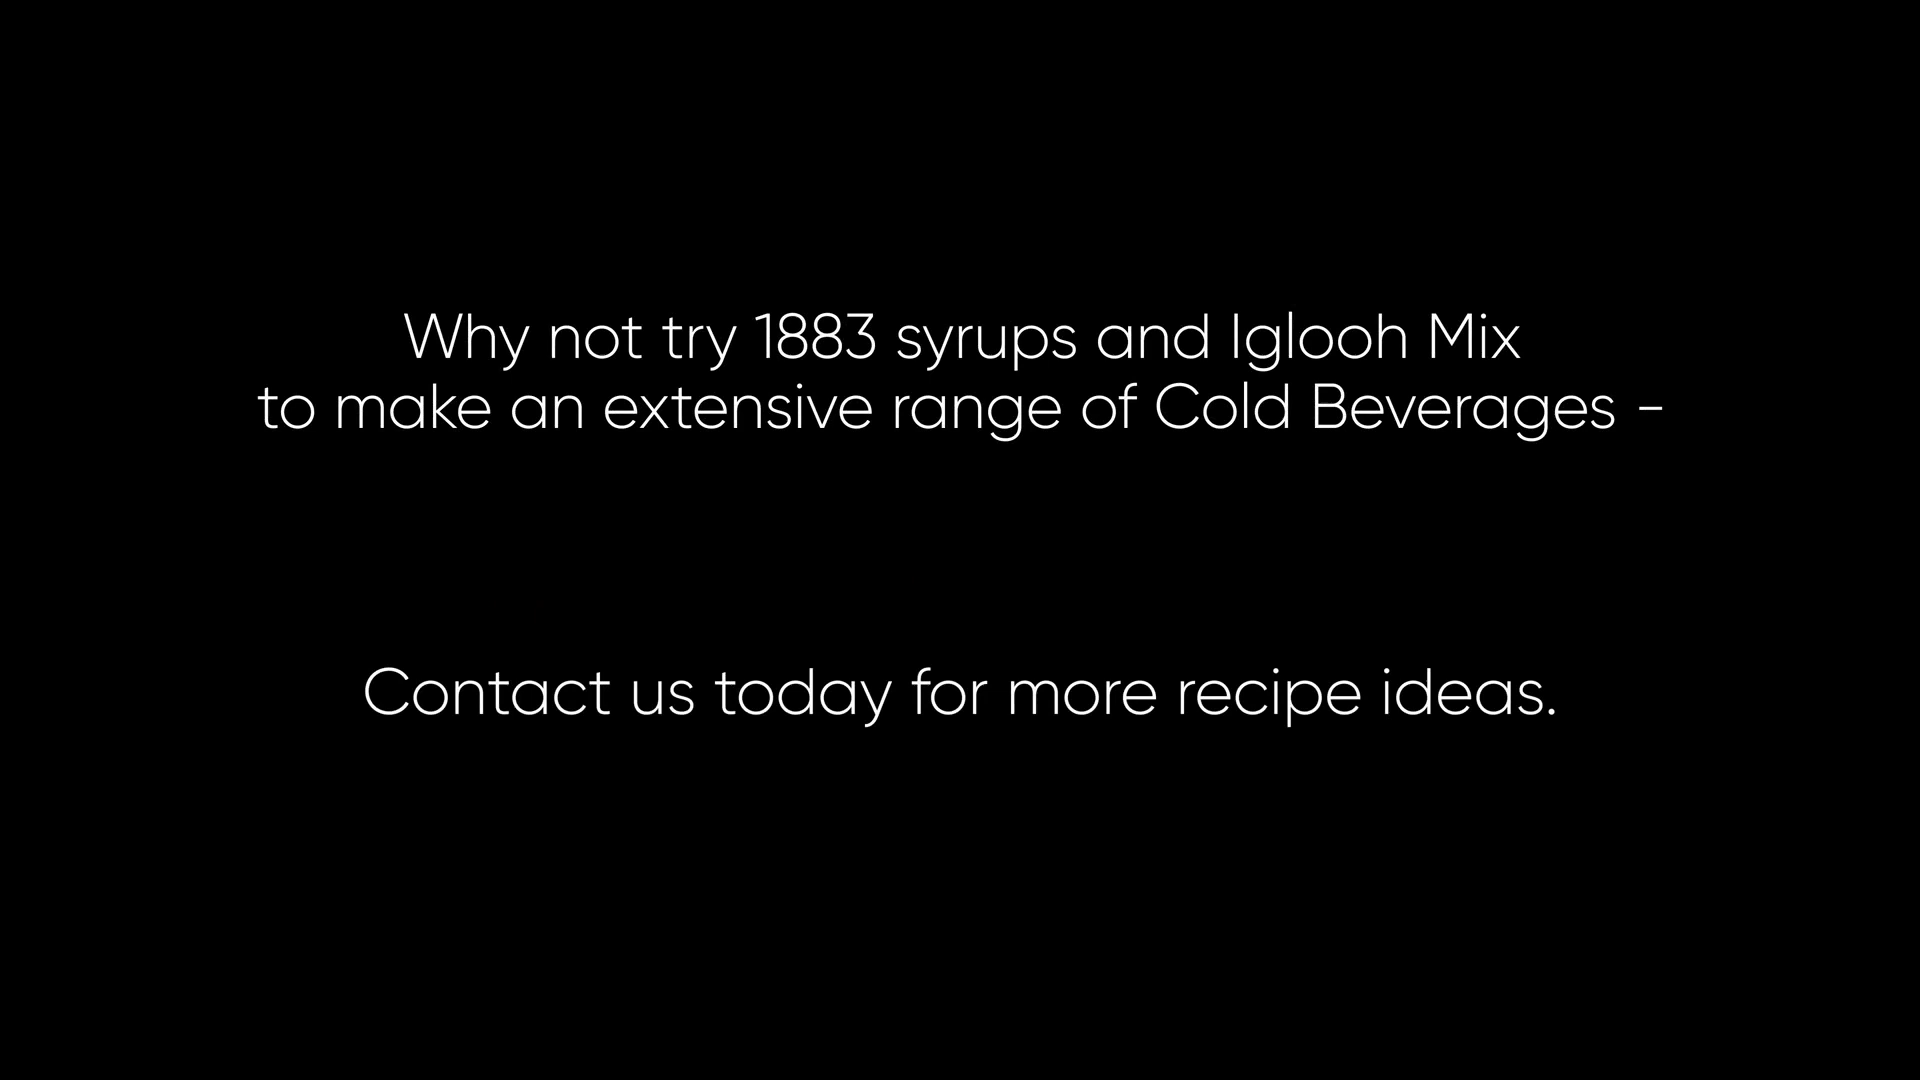 Why not try 1883 syrups and Iglooh Mix
to make an extensive range of Cold Beverages -
Contact us today for more recipe ideas.